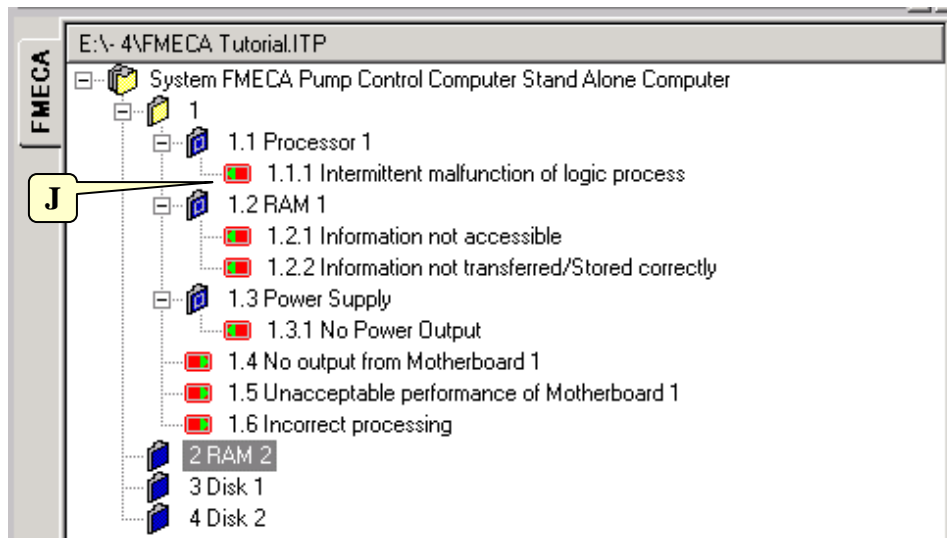 E:\- 4\FMECA Tutorial.ITP
FMECA
System FMECA Pump Control Computer Stand Alone Computer
1
1.1 Processor 1
1.1.1 Intermittent malfunction of logic process
J
1.2 RAM 1
1.2.1 Information not accessible
1.2.2 Information not transferred/Stored correctly
1.3 Power Supply
1.3.1 No Power Output
1.4 No output from Motherboard 1
1.5 Unacceptable performance of Motherboard 1
1.6 Incorrect processing
2 RAM 2
3 Disk 1
4 Disk 2